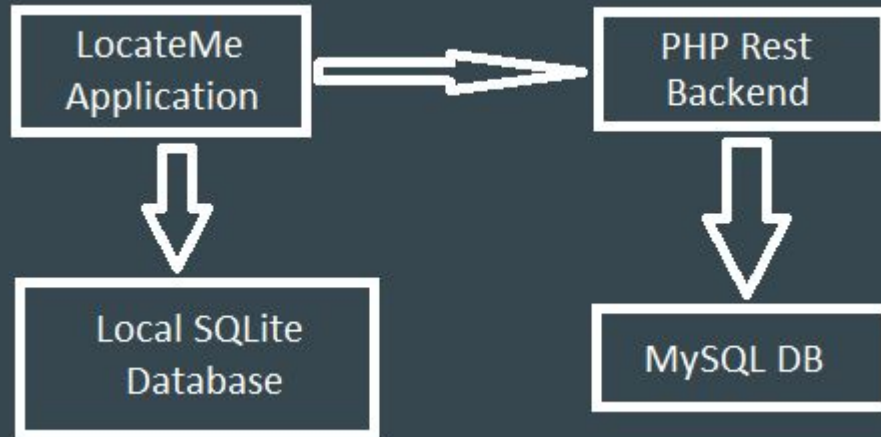 LocateMe
Application
PHP Rest
Backend
Local SQLite
Database
MySQL DB